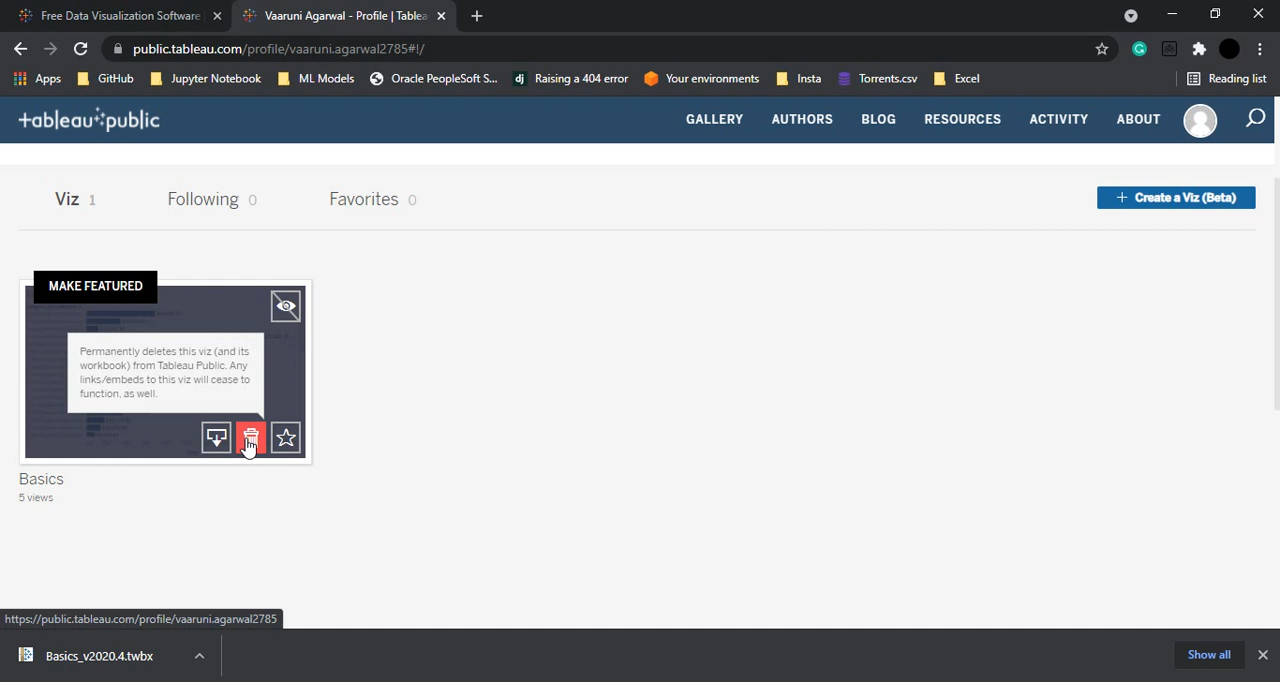 Free Data Visualization Software
Vaaruni Agarwal - Profile | Tablea
public.tableau.com/profile/vaaruni.agarwal2785#!/
Apps GitHub Jupyter Notebook ML Models Oracle PeopleSoft S... dj Raising a 404 error Your environments Insta Torrents.csv Excel Reading list
tableau public GALLERY AUTHORS BLOG RESOURCES ACTIVITY ABOUT
Viz 1 Following 0 Favorites 0 + Create a Viz (Beta)
MAKE FEATURED
Permanently deletes this viz (and its
workbook) from Tableau Public. Any
links/embeds to this viz will cease to
function, as well.
Basics
5 views
https://public.tableau.com/profile/vaaruni.agarwal2785
Basics_v2020.4.twbx Show all